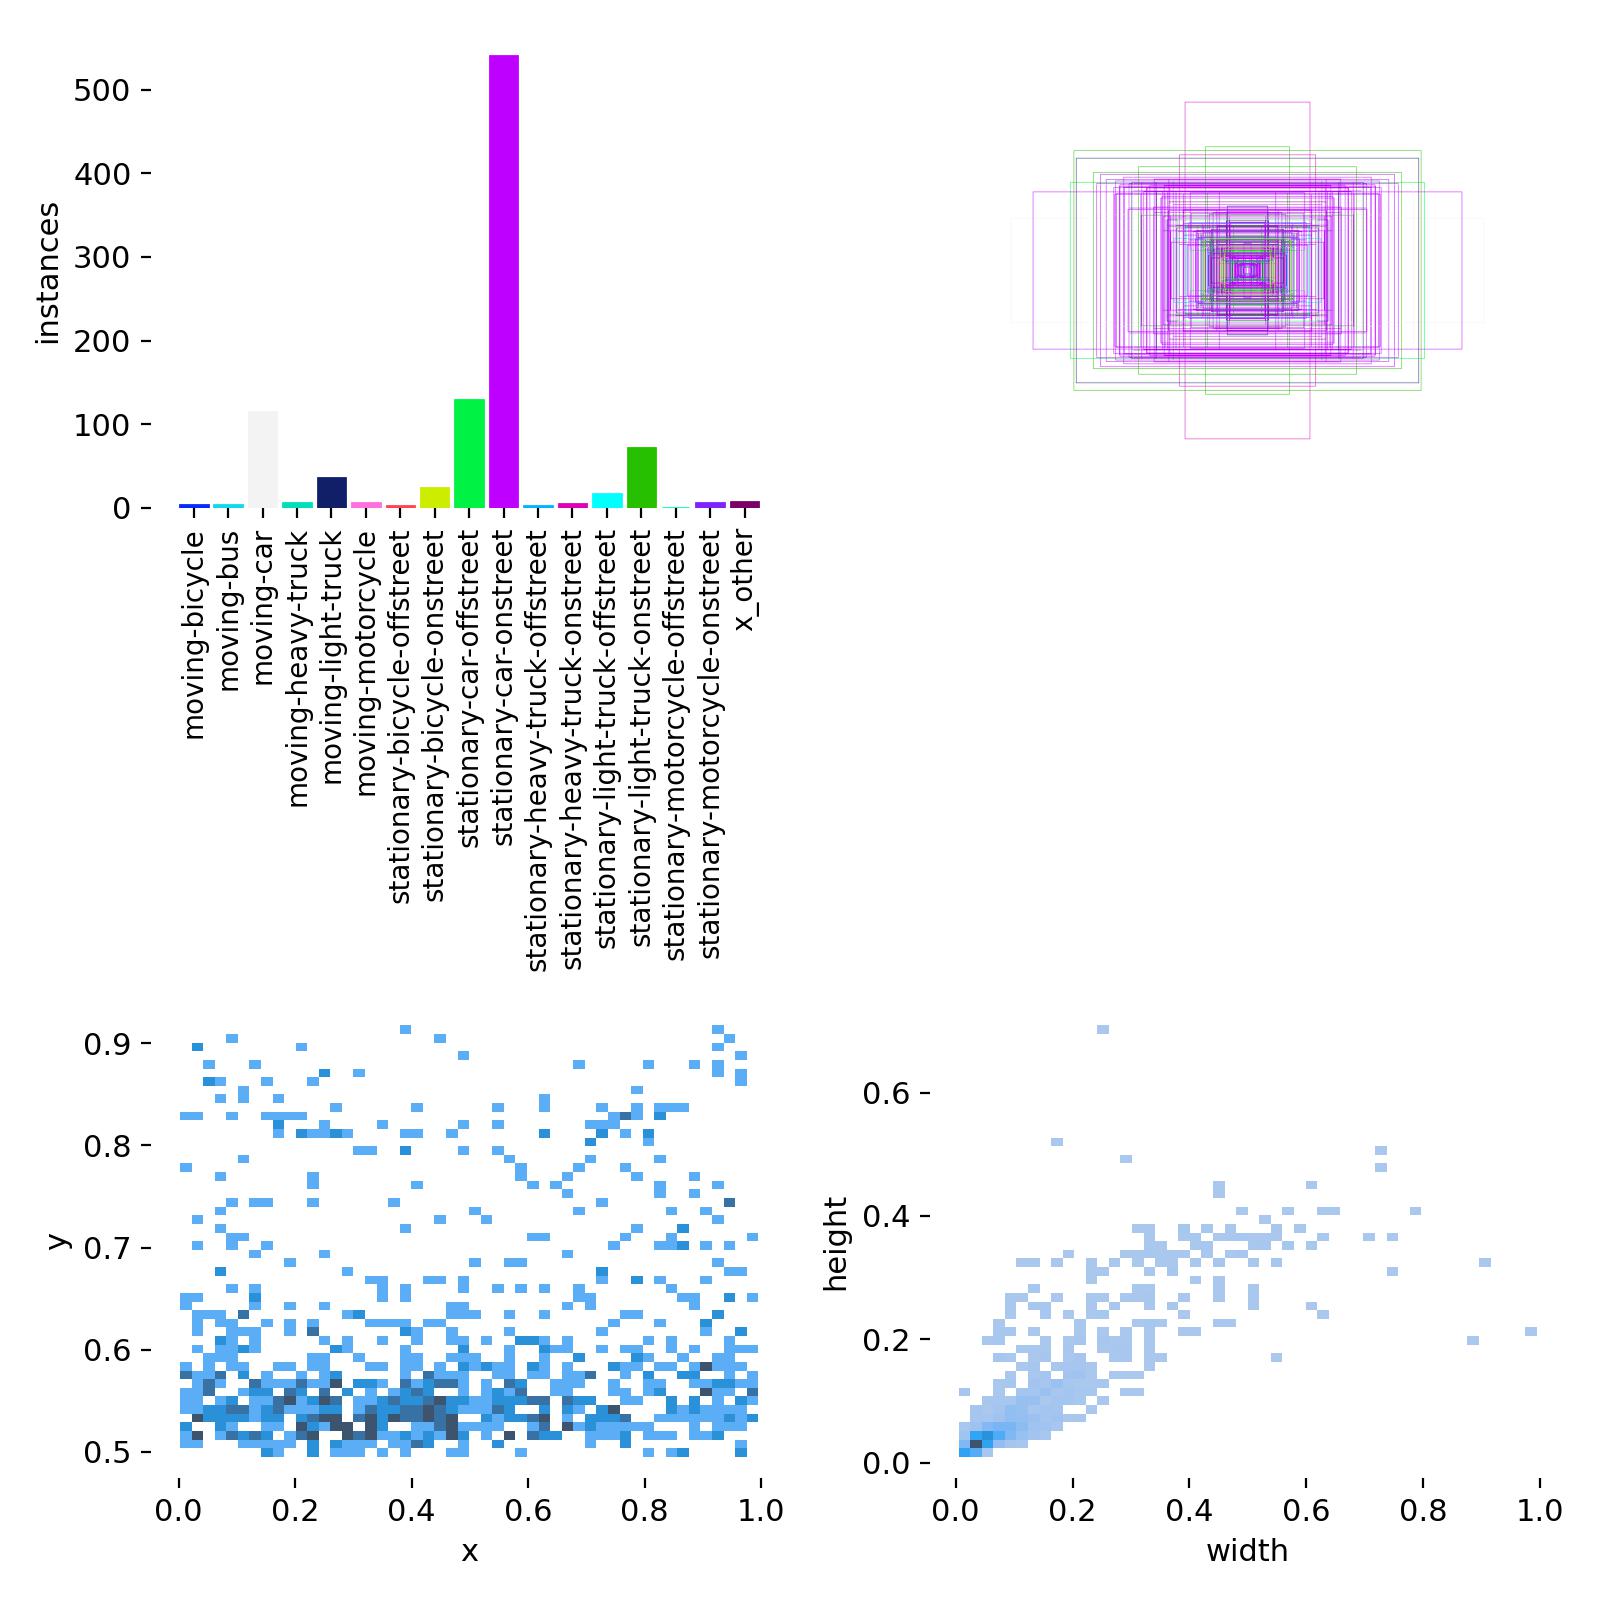 500
400
300
200
100
0
instances
moving-bicycle
moving-bus
moving-car
moving-heavy-truck
moving-light-truck
moving-motorcycle
stationary-bicycle-offstreet
stationary-bicycle-onstreet
stationary-car-offstreet
stationary-car-onstreet
stationary-heavy-truck-offstreet
stationary-heavy-truck-onstreet
stationary-light-truck-offstreet
stationary-light-truck-onstreet
stationary-motorcycle-offstreet
stationary-motorcycle-onstreet
x_other
0.9
0.8
0.7
0.6
0.5
y
0.0 0.2 0.4 0.6 0.8 1.0
x
0.6
0.4
0.2
0.0
height
0.0 0.2 0.4 0.6 0.8 1.0
width